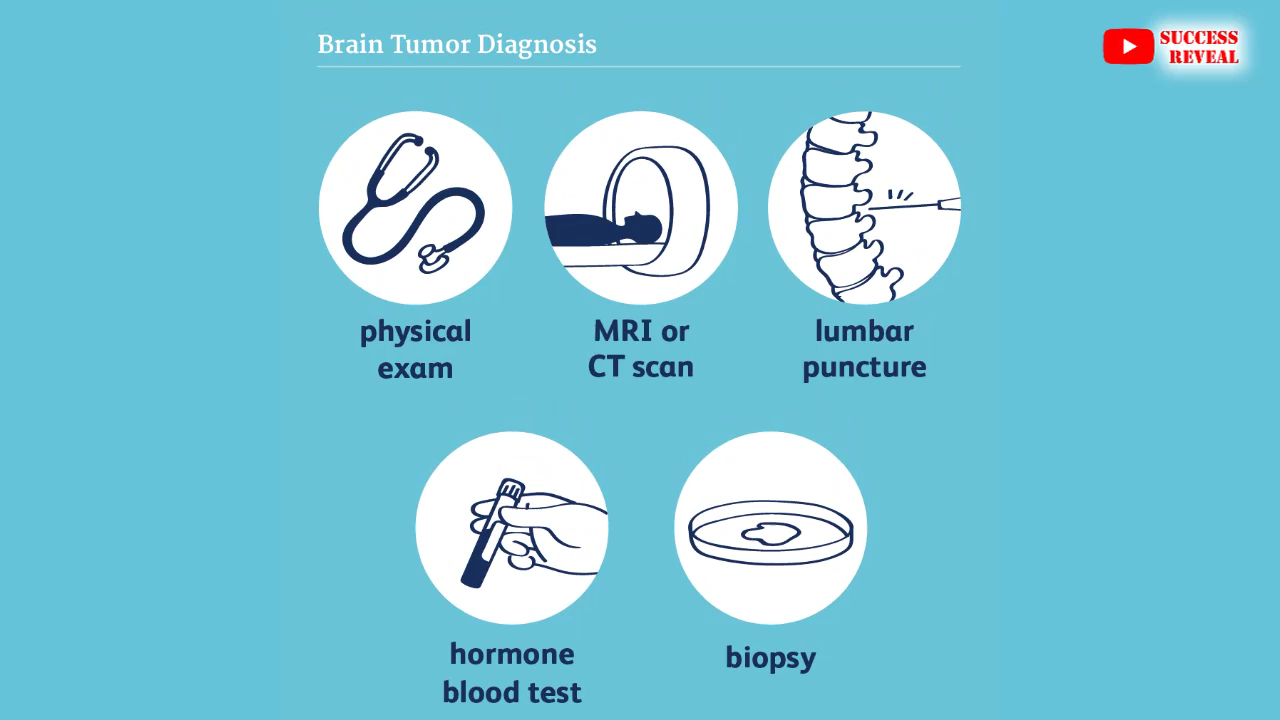 Brain Tumor Diagnosis
SUCCESS
REVEAL
physical
exam
MRI or
CT scan
lumbar
puncture
hormone
blood test
biopsy